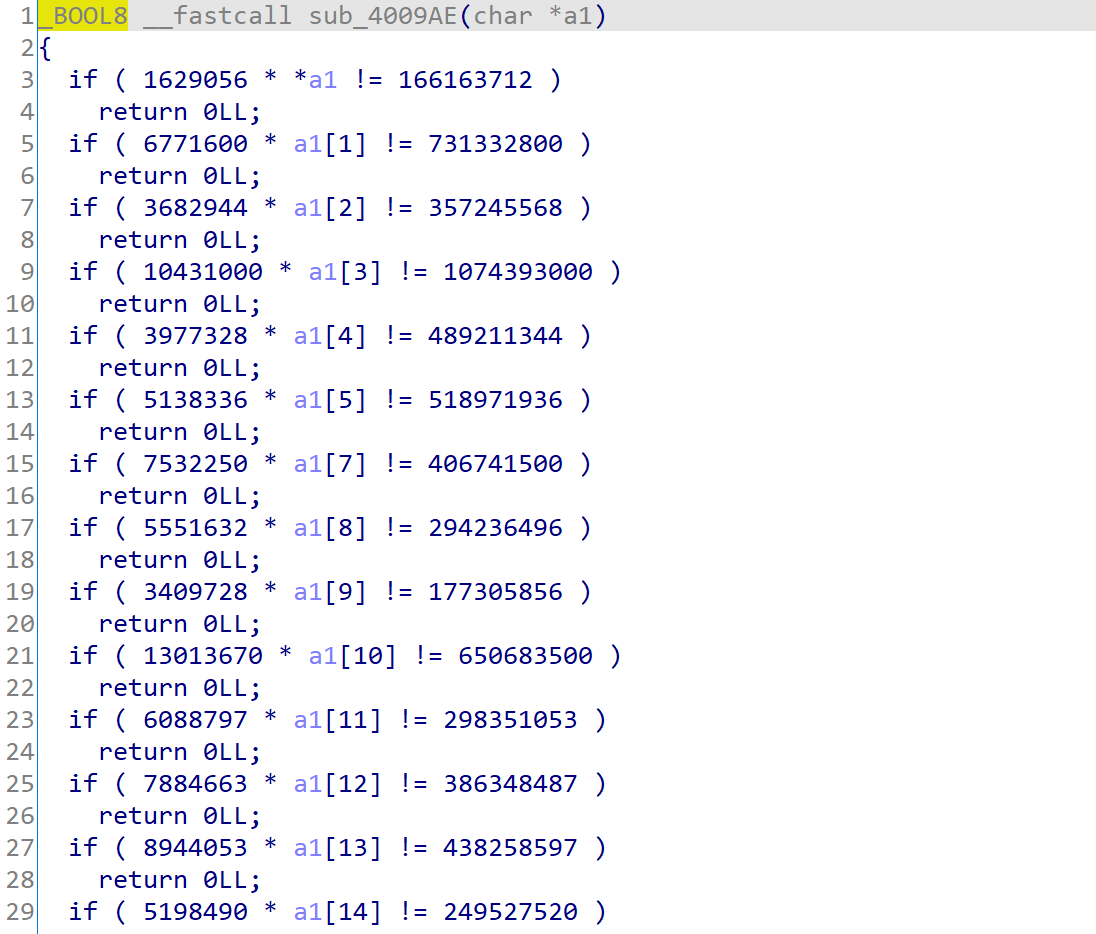 1 _BOOL8 __fastcall sub_4009AE(char *a1)
2 {
3 if ( 1629056 * *a1 != 166163712 )
4 return 0LL;
5 if ( 6771600 * a1[1] != 731332800 )
6 return 0LL;
7 if ( 3682944 * a1[2] != 357245568 )
8 return 0LL;
9 if ( 10431000 * a1[3] != 1074393000 )
10 return 0LL;
11 if ( 3977328 * a1[4] != 489211344 )
12 return 0LL;
13 if ( 5138336 * a1[5] != 518971936 )
14 return 0LL;
15 if ( 7532250 * a1[7] != 406741500 )
16 return 0LL;
17 if ( 5551632 * a1[8] != 294236496 )
18 return 0LL;
19 if ( 3409728 * a1[9] != 177305856 )
20 return 0LL;
21 if ( 13013670 * a1[10] != 650683500 )
22 return 0LL;
23 if ( 6088797 * a1[11] != 298351053 )
24 return 0LL;
25 if ( 7884663 * a1[12] != 386348487 )
26 return 0LL;
27 if ( 8944053 * a1[13] != 438258597 )
28 return 0LL;
29 if ( 5198490 * a1[14] != 249527520 )